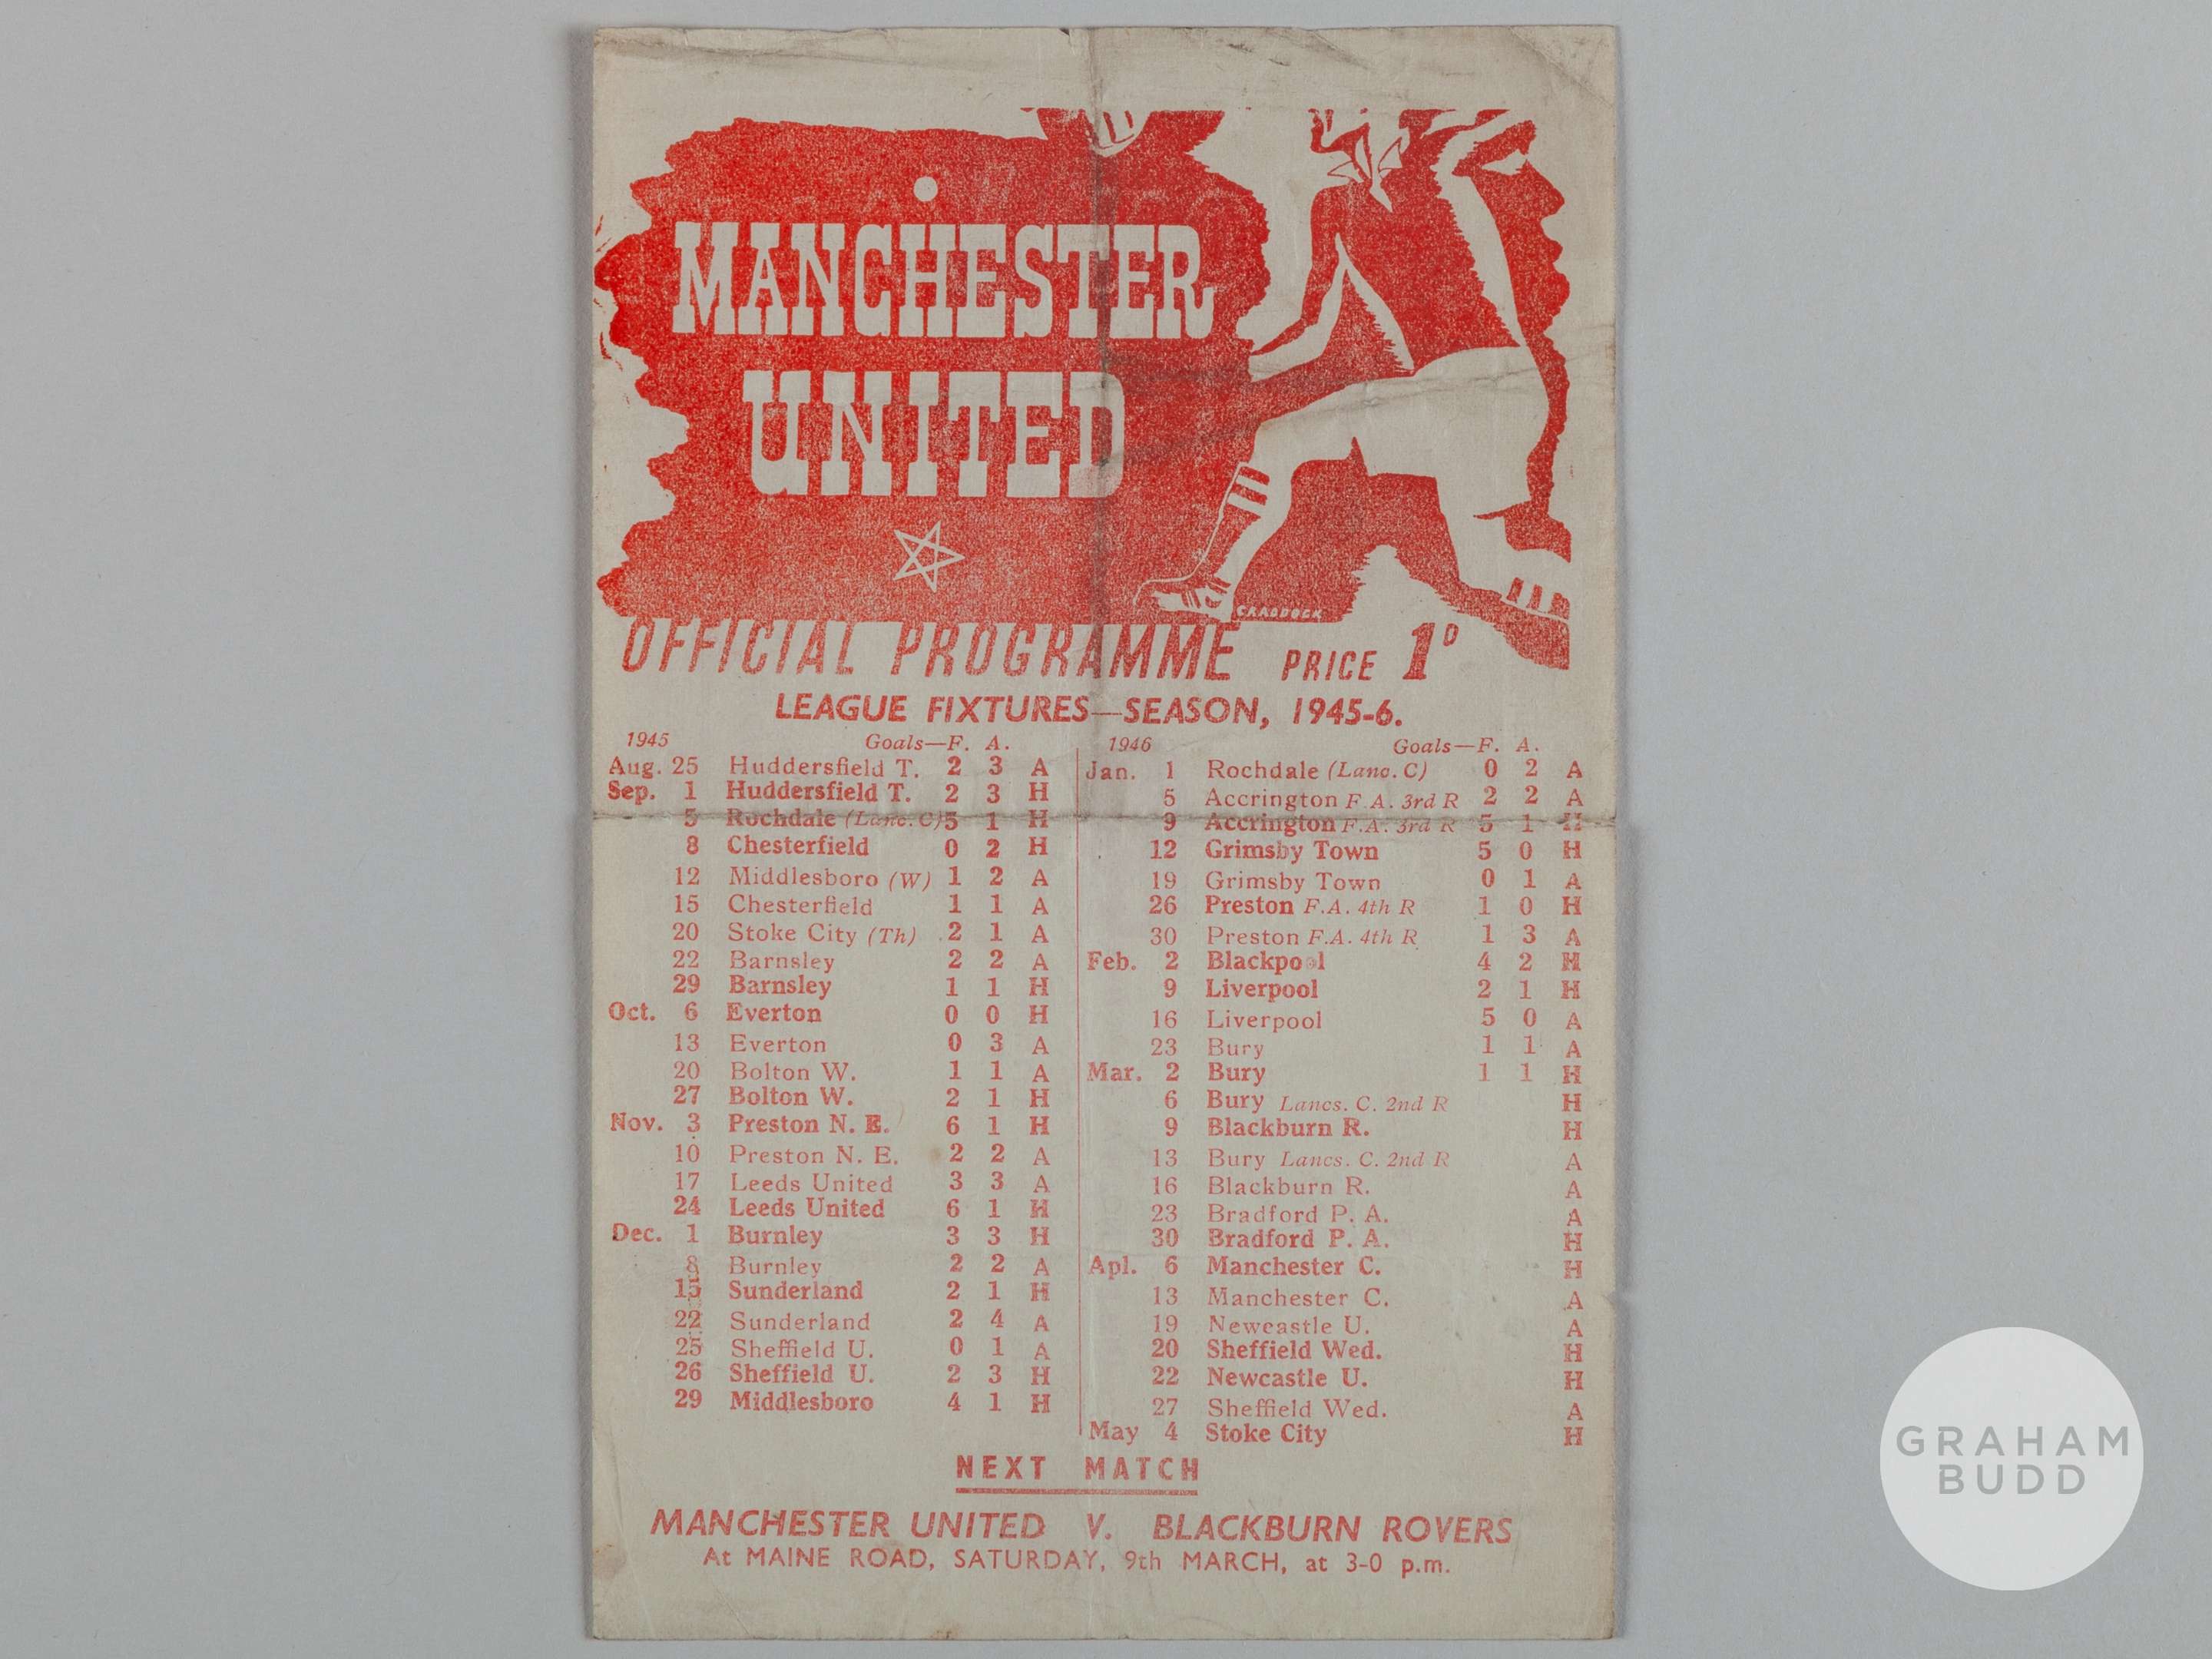 MANCHESTER
UNITED
CRADDOCK
OFFICIAL PROGRAMME PRICE 1D
LEAGUE FIXTURES—SEASON, 1945-6.
1945 Goals—F. A.
Aug. 25 Huddersfield T. 2 3 A
Sep. 1 Huddersfield T. 2 3 H
5 Rochdale (Lanc. C) 5 1 H
8 Chesterfield 0 2 H
12 Middlesboro (W) 1 2 A
15 Chesterfield 1 1 A
20 Stoke City (Th) 2 1 A
22 Barnsley 2 2 A
29 Barnsley 1 1 H
Oct. 6 Everton 0 0 H
13 Everton 0 3 A
20 Bolton W. 1 1 A
27 Bolton W. 2 1 H
Nov. 3 Preston N. E. 6 1 H
10 Preston N. E. 2 2 A
17 Leeds United 3 3 A
24 Leeds United 6 1 H
Dec. 1 Burnley 3 3 H
8 Burnley 2 2 A
15 Sunderland 2 1 H
22 Sunderland 2 4 A
25 Sheffield U. 0 1 A
26 Sheffield U. 2 3 H
29 Middlesboro 4 1 H
1946 Goals—F. A.
Jan. 1 Rochdale (Lanc. C) 0 2 A
5 Accrington F.A. 3rd R 2 2 A
9 Accrington F.A. 3rd R 5 1 H
12 Grimsby Town 5 0 H
19 Grimsby Town 0 1 A
26 Preston F.A. 4th R 1 0 H
30 Preston F.A. 4th R 1 3 A
Feb. 2 Blackpool 4 2 H
9 Liverpool 2 1 H
16 Liverpool 5 0 A
23 Bury 1 1 A
Mar. 2 Bury 1 1 H
6 Bury Lancs. C. 2nd R H
9 Blackburn R. H
13 Bury Lancs. C. 2nd R A
16 Blackburn R. A
23 Bradford P. A. A
30 Bradford P. A. H
Apl. 6 Manchester C. H
13 Manchester C. A
19 Newcastle U. A
20 Sheffield Wed. H
22 Newcastle U. H
27 Sheffield Wed. A
May 4 Stoke City H
NEXT MATCH
MANCHESTER UNITED V. BLACKBURN ROVERS
At MAINE ROAD, SATURDAY, 9th MARCH, at 3-0 p.m.
GRAHAM
BUDD